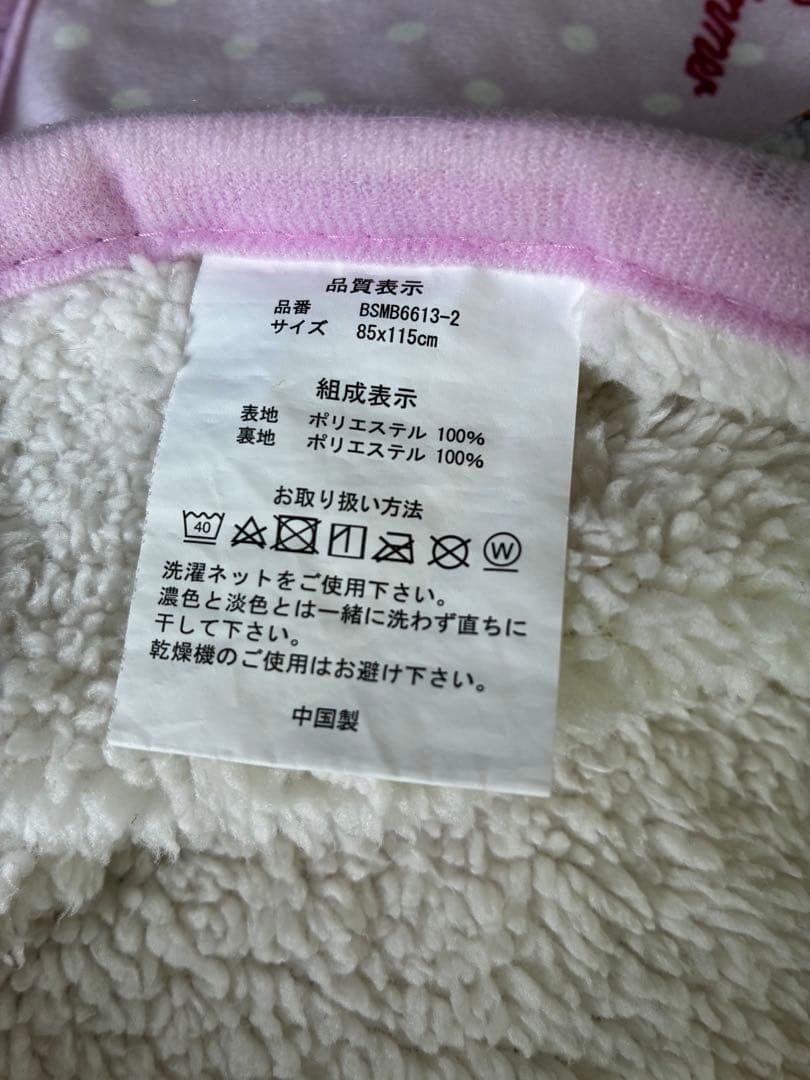 品質表示
品番 BSMB6613-2
サイズ 85x115cm
組成表示
表地 ポリエステル 100%
裏地 ポリエステル 100%
お取り扱い方法
40 W
洗濯ネットをご使用下さい。
濃色と淡色とは一緒に洗わず直ちに
干して下さい。
乾燥機のご使用はお避け下さい。
中国製